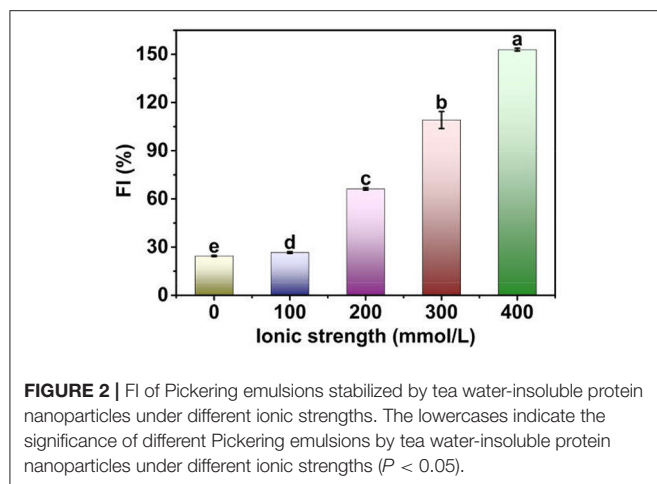 a
150
b
120
FI (%)
90
c
60
30
e
d
0
0 100 200 300 400
Ionic strength (mmol/L)
FIGURE 2 | FI of Pickering emulsions stabilized by tea water-insoluble protein
nanoparticles under different ionic strengths. The lowercases indicate the
significance of different Pickering emulsions by tea water-insoluble protein
nanoparticles under different ionic strengths (P < 0.05).